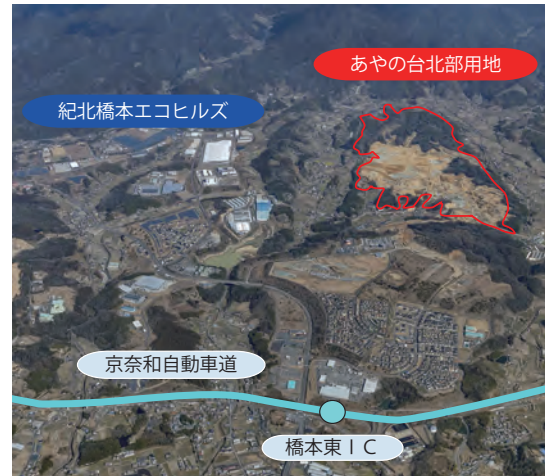 あやの台北部用地
紀北橋本エコヒルズ
京奈和自動車道
橋本東ＩＣ